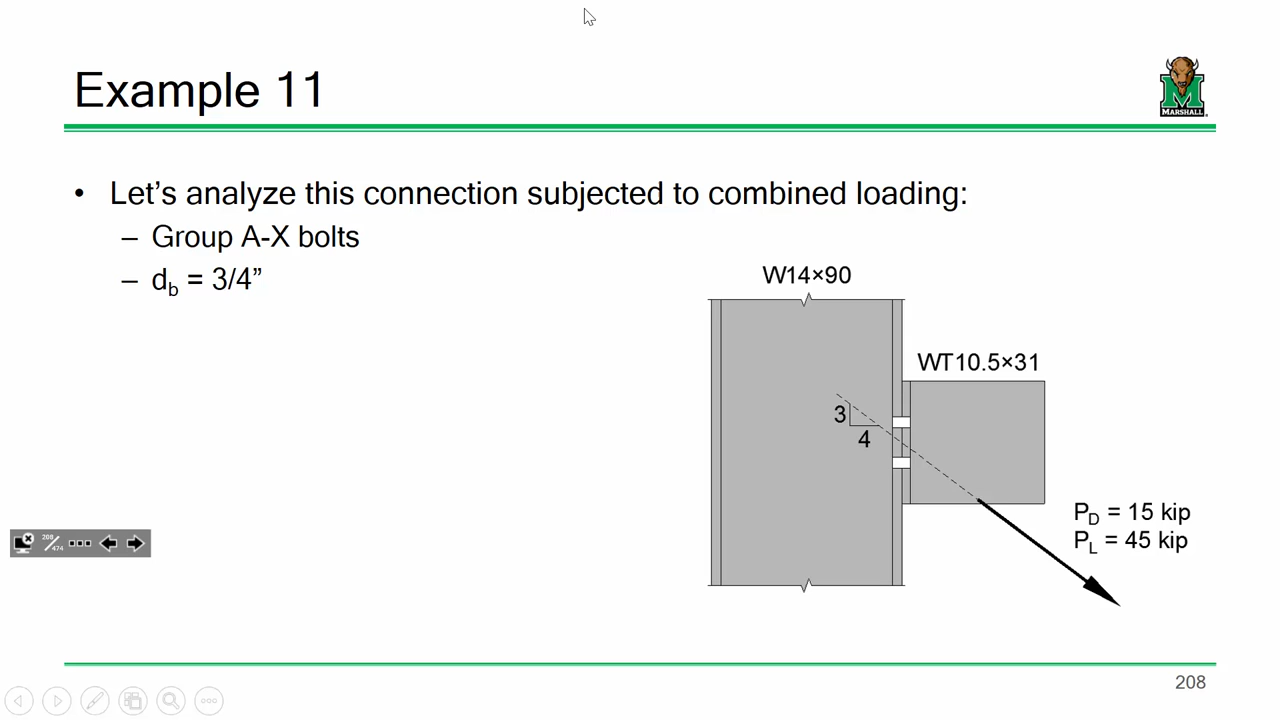 Example 11
MARSHALL
• Let’s analyze this connection subjected to combined loading:
– Group A-X bolts
– d_b = 3/4”
W14×90
WT10.5×31
3
4
P_D = 15 kip
P_L = 45 kip
208/474
208